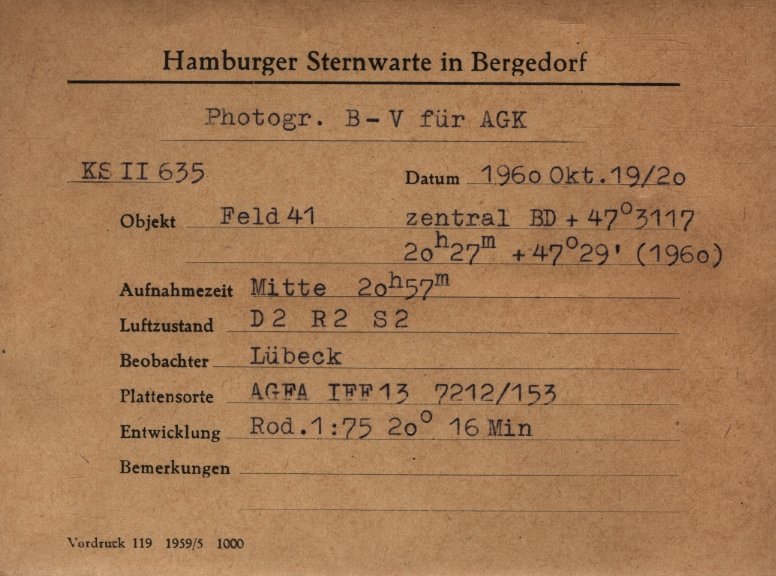 Hamburger Sternwarte in Bergedorf
Photogr. B-V für AGK
KS II 635 Datum 1960 Okt.19/20
Objekt Feld 41 zentral BD + 47°3117
20ʰ27ᵐ +47°29' (1960)
Aufnahmezeit Mitte 20ʰ57ᵐ
Luftzustand D2 R2 S2
Beobachter Lübeck
Plattensorte AGFA IFF13 7212/153
Entwicklung Rod.1:75 20° 16 Min
Bemerkungen
Vordruck 119 1959/5 1000